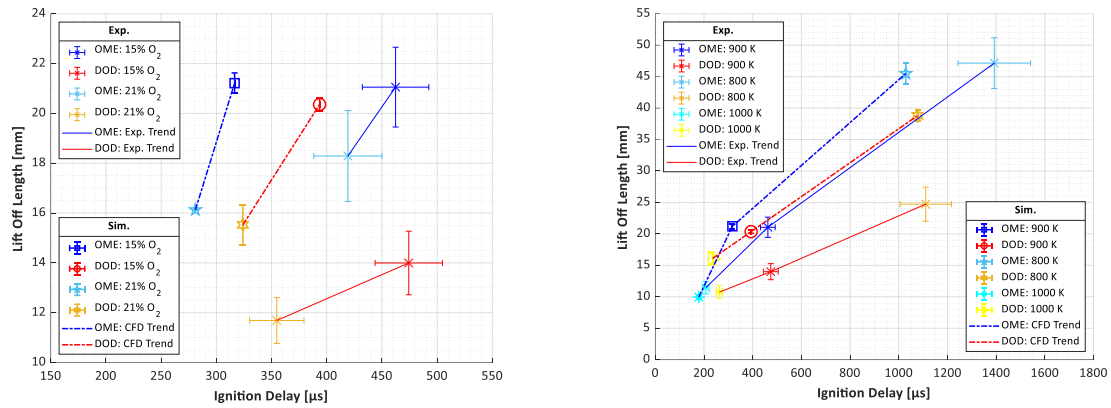 24
22
20
18
16
14
12
10
Lift Off Length [mm]
Exp.
OME: 15% O2
DOD: 15% O2
OME: 21% O2
DOD: 21% O2
OME: Exp. Trend
DOD: Exp. Trend
Sim.
OME: 15% O2
DOD: 15% O2
OME: 21% O2
DOD: 21% O2
OME: CFD Trend
DOD: CFD Trend
150 200 250 300 350 400 450 500 550
Ignition Delay [µs]
55
50
45
40
35
30
25
20
15
10
5
0
Lift Off Length [mm]
Exp.
OME: 900 K
DOD: 900 K
OME: 800 K
DOD: 800 K
OME: 1000 K
DOD: 1000 K
OME: Exp. Trend
DOD: Exp. Trend
Sim.
OME: 900 K
DOD: 900 K
OME: 800 K
DOD: 800 K
OME: 1000 K
DOD: 1000 K
OME: CFD Trend
DOD: CFD Trend
0 200 400 600 800 1000 1200 1400 1600 1800
Ignition Delay [µs]